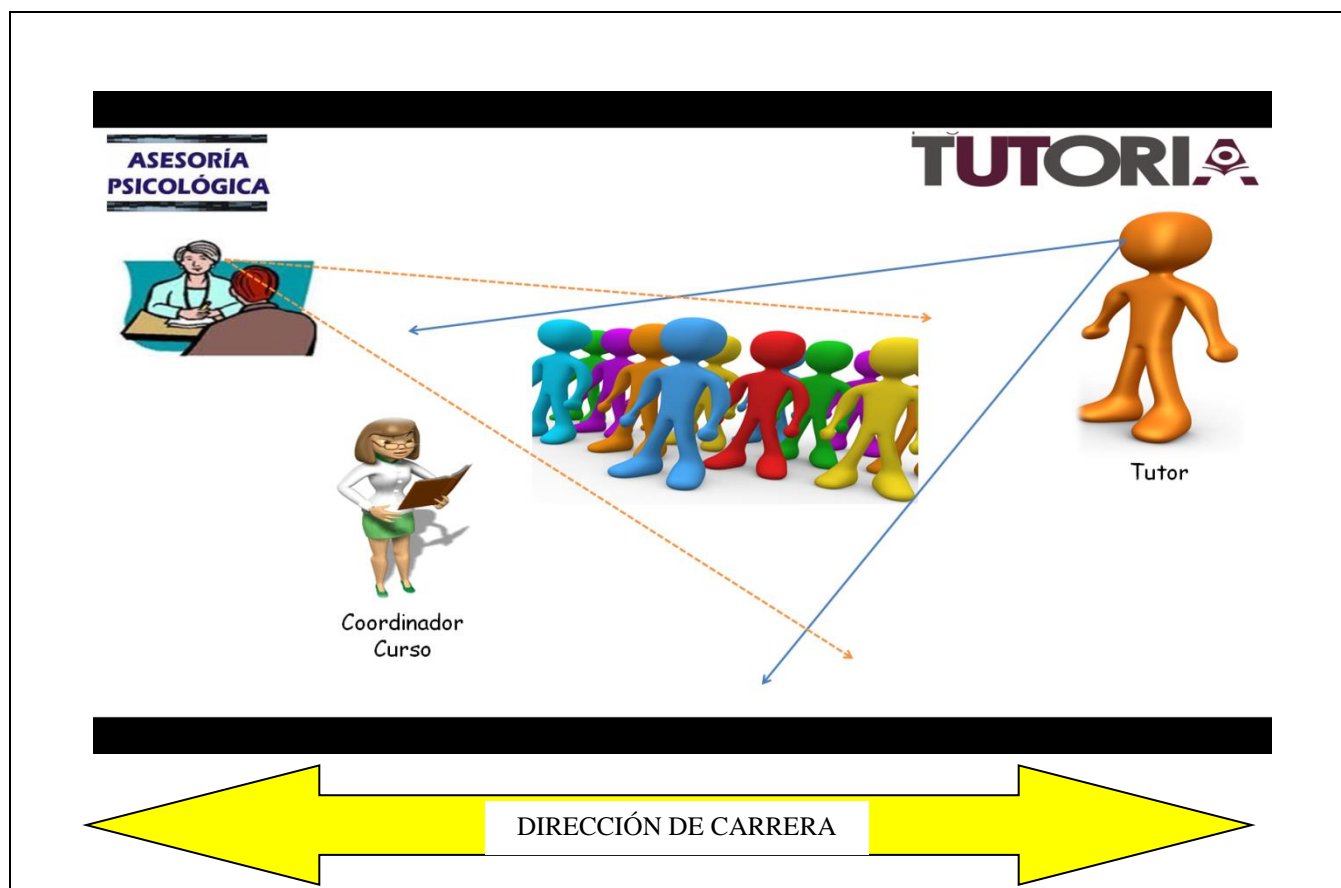 ASESORÍA
PSICOLÓGICA
TUTORIA
Tutor
Coordinador
Curso
DIRECCIÓN DE CARRERA